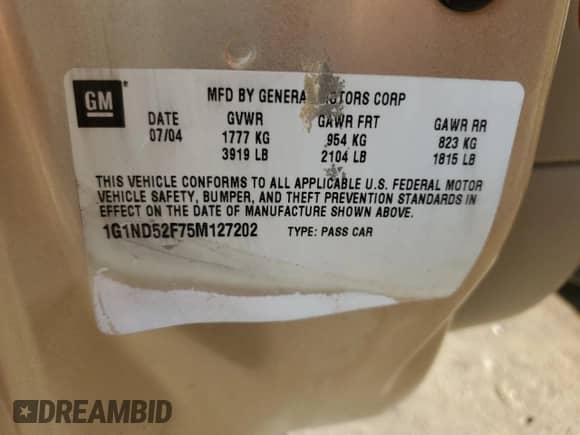 GM
MFD BY GENERAL MOTORS CORP
DATE GVWR GAWR FRT GAWR RR
07/04 1777 KG 954 KG 823 KG
3919 LB 2104 LB 1815 LB
THIS VEHICLE CONFORMS TO ALL APPLICABLE U.S. FEDERAL MOTOR
VEHICLE SAFETY, BUMPER, AND THEFT PREVENTION STANDARDS IN
EFFECT ON THE DATE OF MANUFACTURE SHOWN ABOVE.
1G1ND52F75M127202 TYPE: PASS CAR
DREAMBID